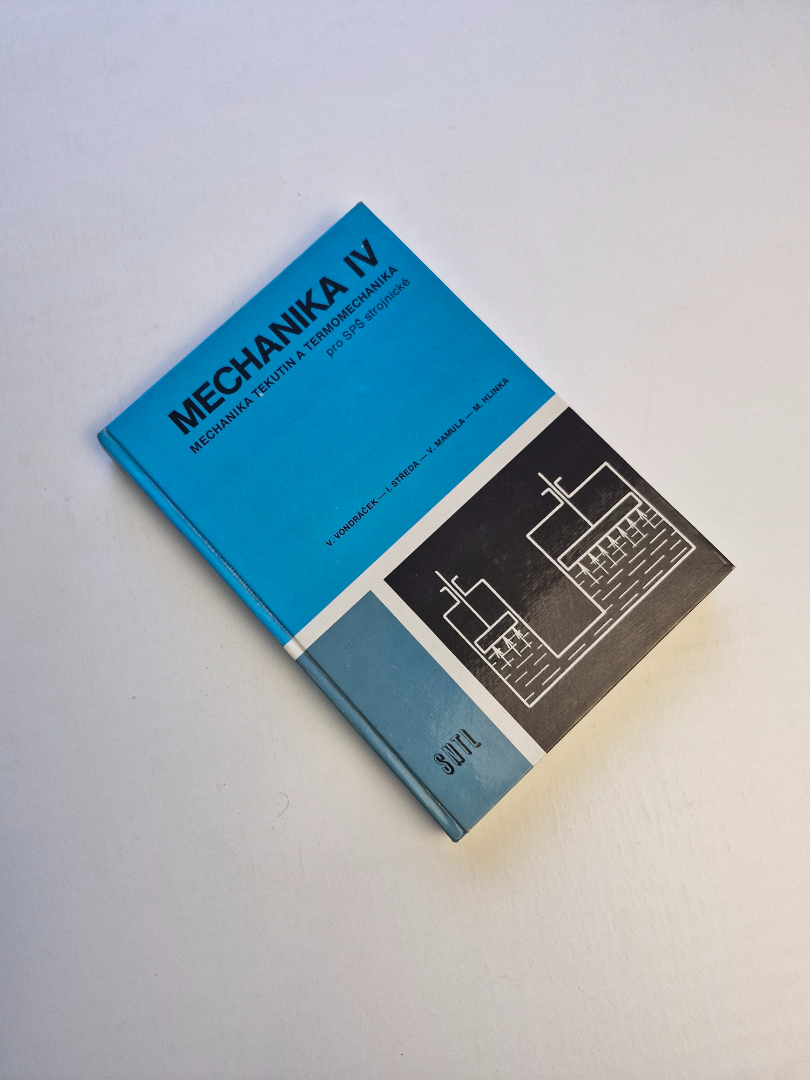 MECHANIKA IV
MECHANIKA TEKUTIN A TERMOMECHANIKA
pro SPŠ strojnické
V. VONDRÁČEK — I. STŘEDA — V. MAMULA — M. HLINKA
SNTL